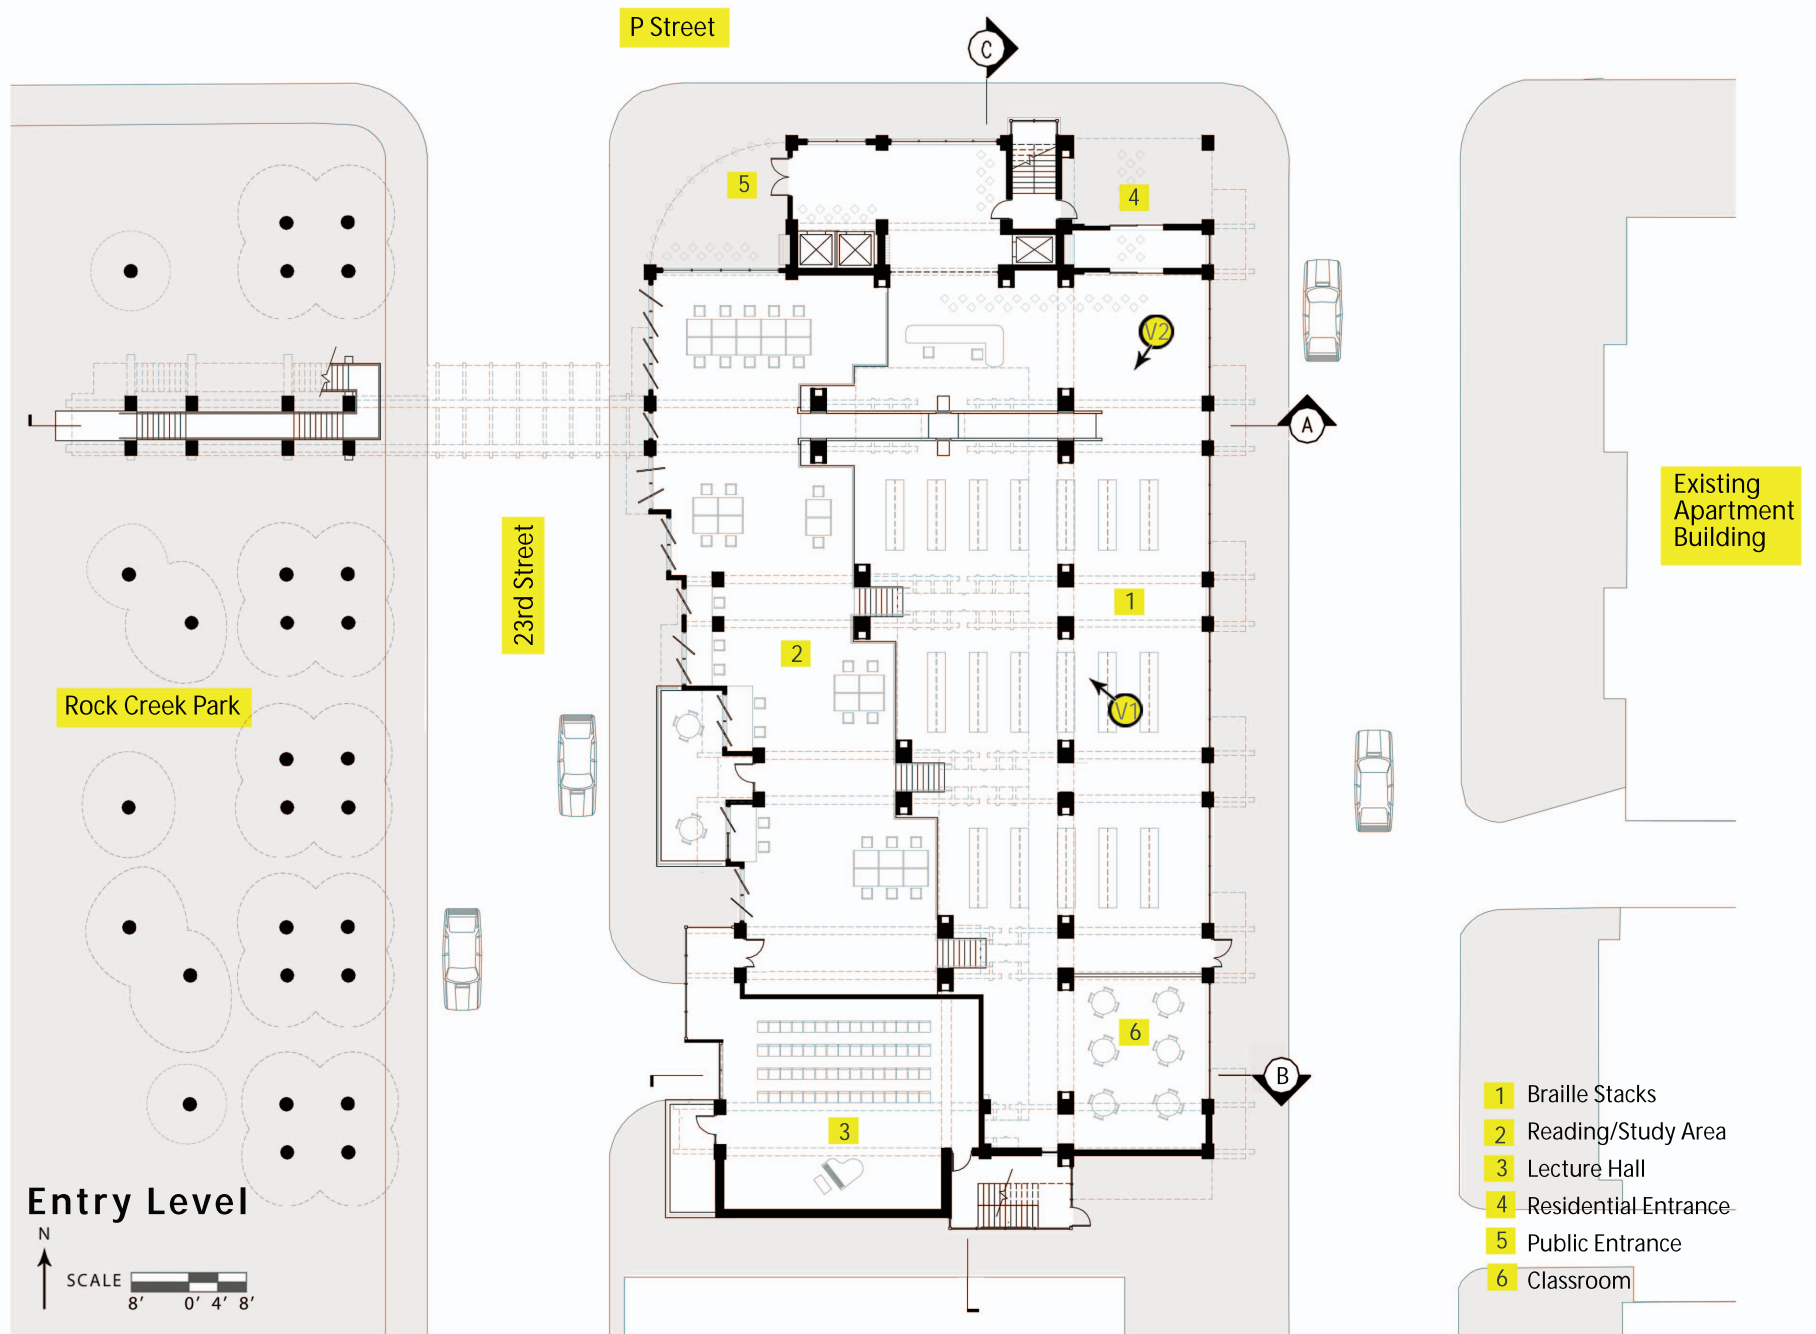 P Street
C
5
4
V2
A
Existing
Apartment
Building
23rd Street
1
2
Rock Creek Park
V1
6
B
3
1 Braille Stacks
2 Reading/Study Area
3 Lecture Hall
4 Residential Entrance
5 Public Entrance
6 Classroom
Entry Level
N
SCALE
8' 0' 4' 8'